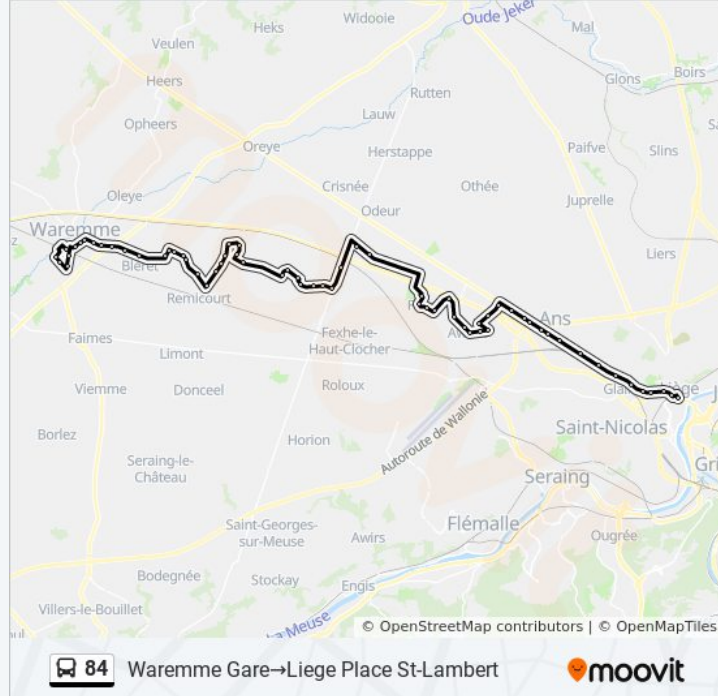 Widooie
Oude Jeker
Heks
Mal
Veulen
Glons
Boirs
Heers
Rutten
Opheers
Lauw
Paifve
Slins
Oreye
Herstappe
Crisnée
Othée
Oleye
Juprelle
Odeur
Waremme
Liers
Bleret
Remicourt
Ans
Faimes
Fexhe-le-
Haut-Clocher
Limont
Liège
Viemme
Donceel
Roloux
Autoroute de Wallonie
Saint-Nicolas
Borlez
Horion
Seraing-le-
Château
Seraing
Saint-Georges-
sur-Meuse
Awirs
Flémalle
Ougrée
Bodegnée
Stockay
Engis
Villers-le-Bouillet
La Meuse
© OpenStreetMap contributors | © OpenMapTiles
84 Waremme Gare→Liege Place St-Lambert
moovit